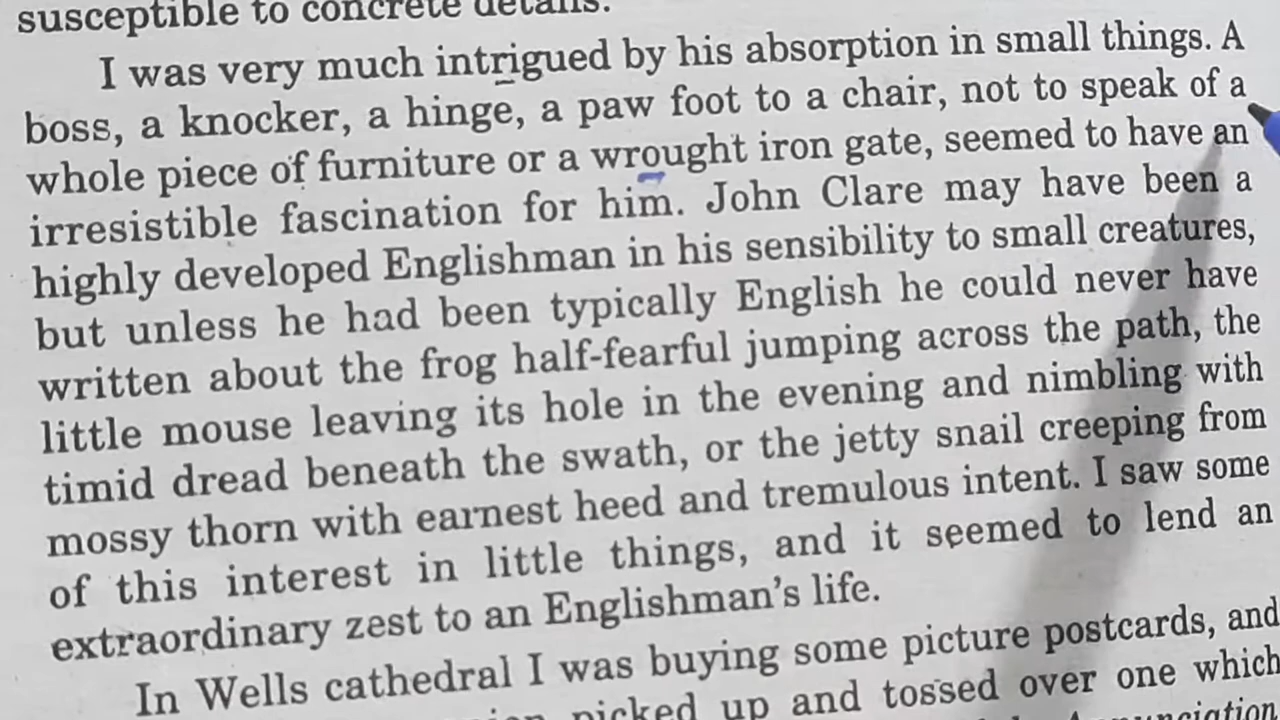 susceptible to concrete details.
I was very much intrigued by his absorption in small things. A
boss, a knocker, a hinge, a paw foot to a chair, not to speak of a
whole piece of furniture or a wrought iron gate, seemed to have an
irresistible fascination for him. John Clare may have been a
highly developed Englishman in his sensibility to small creatures,
but unless he had been typically English he could never have
written about the frog half-fearful jumping across the path, the
little mouse leaving its hole in the evening and nimbling with
timid dread beneath the swath, or the jetty snail creeping from
mossy thorn with earnest heed and tremulous intent. I saw some
of this interest in little things, and it seemed to lend an
extraordinary zest to an Englishman's life.
In Wells cathedral I was buying some picture postcards, and
picked up and tossed over one which